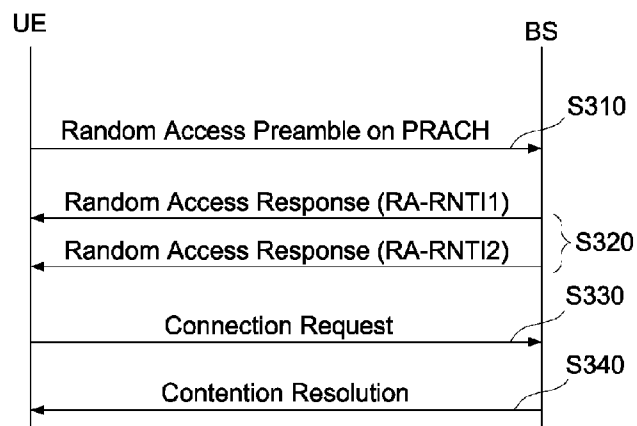 UE
BS
S310
Random Access Preamble on PRACH
Random Access Response (RA-RNTI1)
S320
Random Access Response (RA-RNTI2)
S330
Connection Request
S340
Contention Resolution